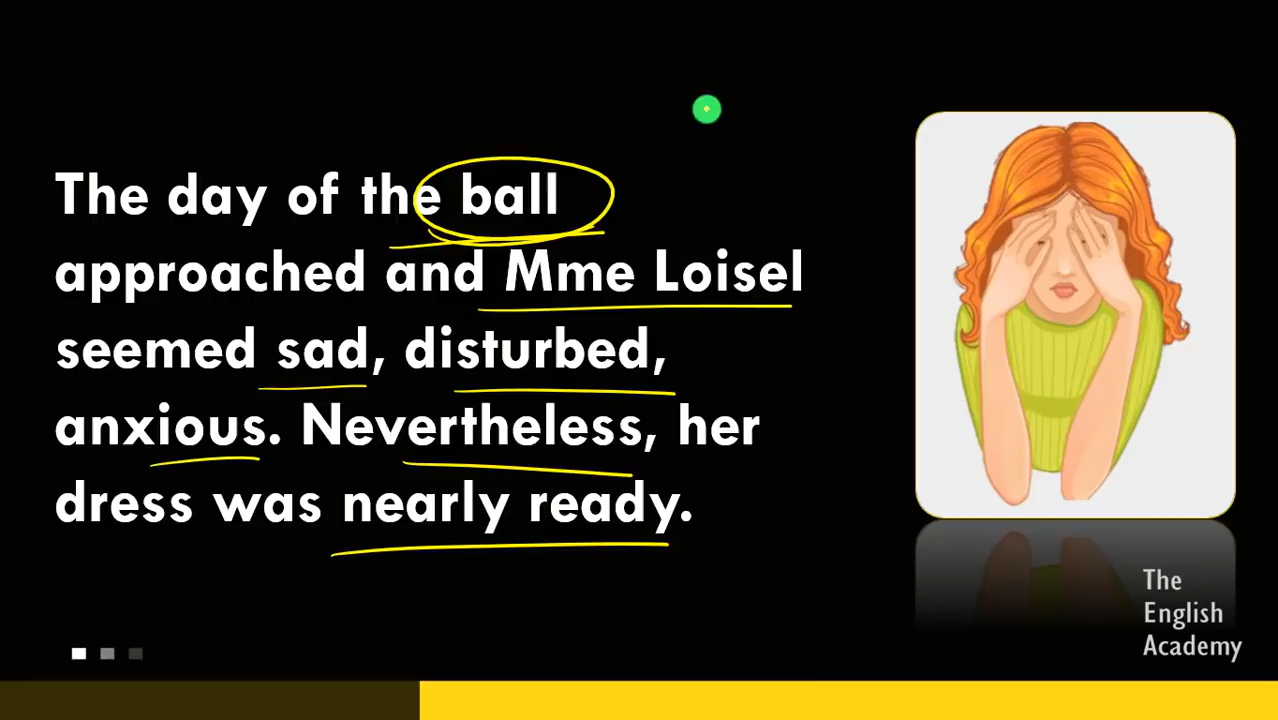 The day of the ball
approached and Mme Loisel
seemed sad, disturbed,
anxious. Nevertheless, her
dress was nearly ready.
The
English
Academy